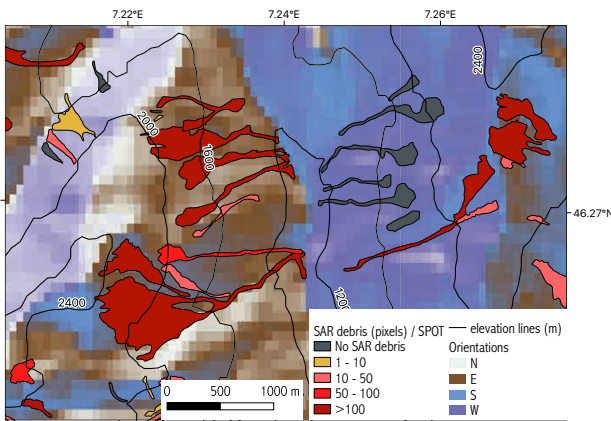 7.22°E 7.24°E 7.26°E
2400
2000
1600
46.27°N
2400
1200
SAR debris (pixels) / SPOT
No SAR debris
1 - 10
10 - 50
50 - 100
>100
elevation lines (m)
Orientations
N
E
S
W
0 500 1000 m